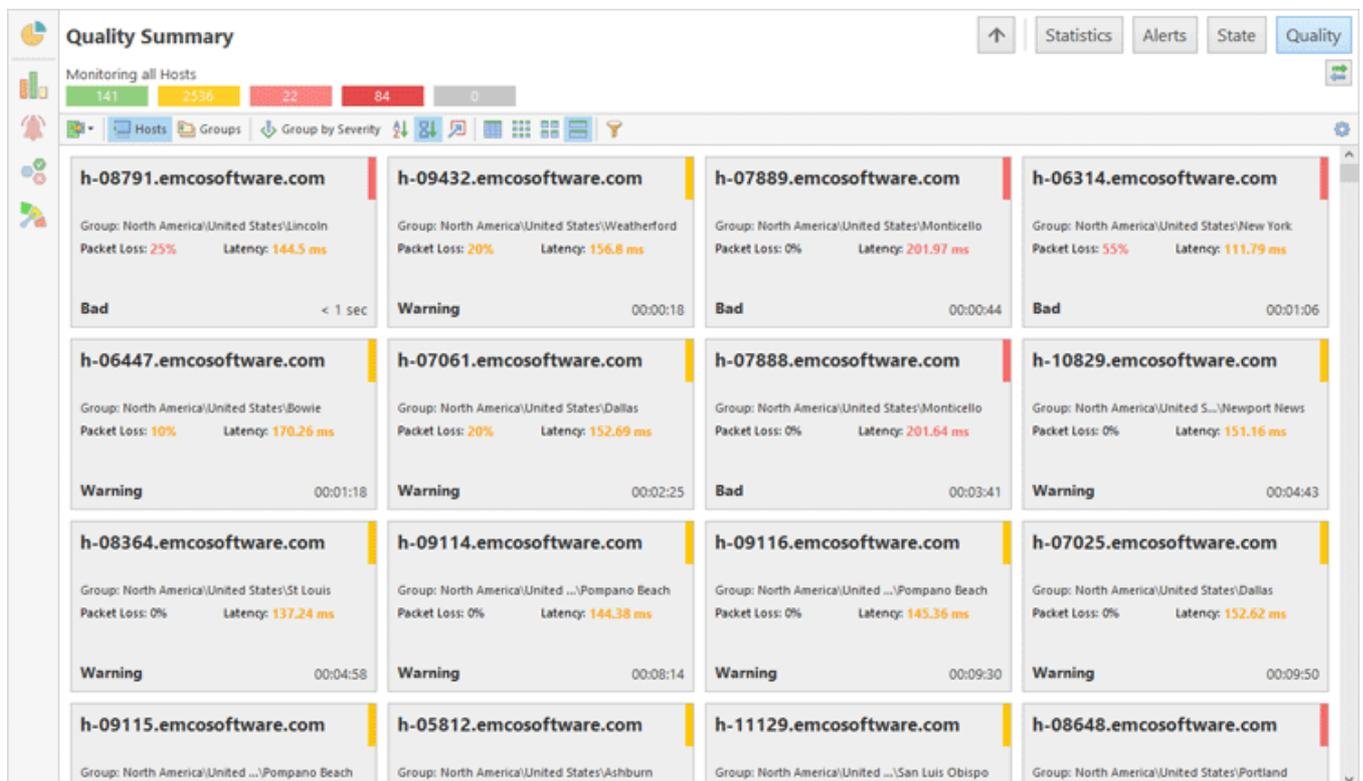 Quality Summary
Statistics Alerts State Quality
Monitoring all Hosts
141 2536 22 84 0
Hosts Groups Group by Severity
h-08791.emcosoftware.com h-09432.emcosoftware.com h-07889.emcosoftware.com h-06314.emcosoftware.com
Group: North America\United States\Lincoln Group: North America\United States\Weatherford Group: North America\United States\Monticello Group: North America\United States\New York
Packet Loss: 25% Latency: 144.5 ms Packet Loss: 20% Latency: 156.8 ms Packet Loss: 0% Latency: 201.97 ms Packet Loss: 55% Latency: 111.79 ms
Bad < 1 sec Warning 00:00:18 Bad 00:00:44 Bad 00:01:06
h-06447.emcosoftware.com h-07061.emcosoftware.com h-07888.emcosoftware.com h-10829.emcosoftware.com
Group: North America\United States\Bowie Group: North America\United States\Dallas Group: North America\United States\Monticello Group: North America\United S...\Newport News
Packet Loss: 10% Latency: 170.26 ms Packet Loss: 20% Latency: 152.69 ms Packet Loss: 0% Latency: 201.64 ms Packet Loss: 0% Latency: 151.16 ms
Warning 00:01:18 Warning 00:02:25 Bad 00:03:41 Warning 00:04:43
h-08364.emcosoftware.com h-09114.emcosoftware.com h-09116.emcosoftware.com h-07025.emcosoftware.com
Group: North America\United States\St Louis Group: North America\United ...\Pompano Beach Group: North America\United ...\Pompano Beach Group: North America\United States\Dallas
Packet Loss: 0% Latency: 137.24 ms Packet Loss: 0% Latency: 144.38 ms Packet Loss: 0% Latency: 145.36 ms Packet Loss: 0% Latency: 152.62 ms
Warning 00:04:58 Warning 00:08:14 Warning 00:09:30 Warning 00:09:50
h-09115.emcosoftware.com h-05812.emcosoftware.com h-11129.emcosoftware.com h-08648.emcosoftware.com
Group: North America\United ...\Pompano Beach Group: North America\United States\Ashburn Group: North America\United ...\San Luis Obispo Group: North America\United States\Portland